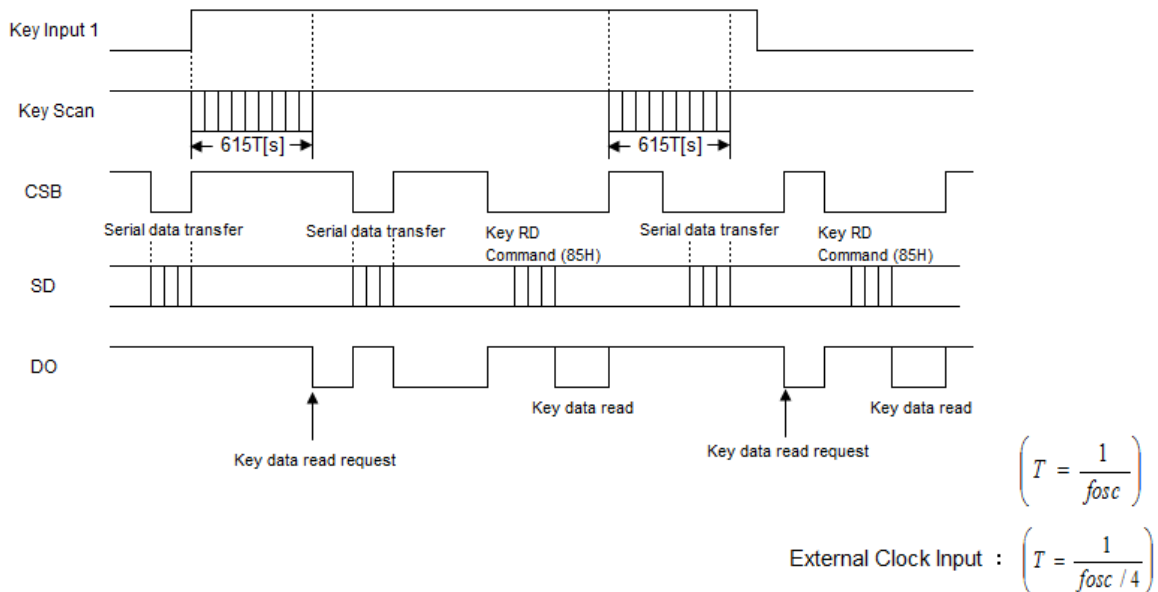 Key Input 1
Key Scan
615T[s]
615T[s]
CSB
Serial data transfer
Serial data transfer
Key RD
Command (85H)
Serial data transfer
Key RD
Command (85H)
SD
DO
Key data read
Key data read
Key data read request
Key data read request
(T = 1 / fosc)
External Clock Input : (T = 1 / fosc / 4)